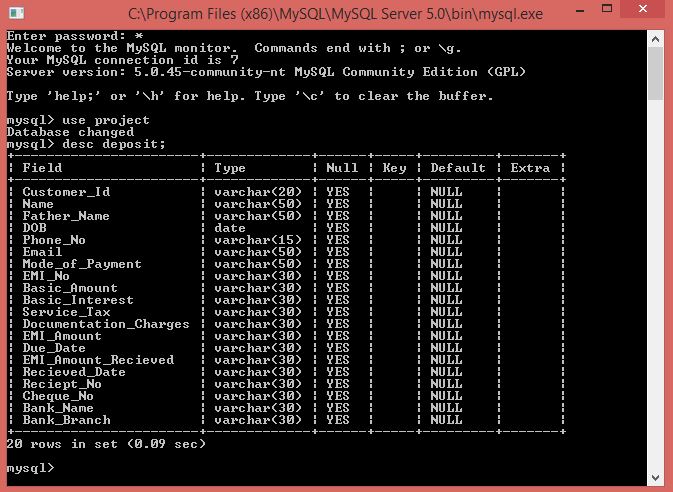 C:\Program Files (x86)\MySQL\MySQL Server 5.0\bin\mysql.exe
Enter password: *
Welcome to the MySQL monitor.  Commands end with ; or \g.
Your MySQL connection id is 7
Server version: 5.0.45-community-nt MySQL Community Edition (GPL)

Type 'help;' or '\h' for help. Type '\c' to clear the buffer.

mysql> use project
Database changed
mysql> desc deposit;
+-----------------------+-------------+------+-----+---------+-------+
| Field                 | Type        | Null | Key | Default | Extra |
+-----------------------+-------------+------+-----+---------+-------+
| Customer_Id           | varchar(20) | YES  |     | NULL    |       |
| Name                  | varchar(50) | YES  |     | NULL    |       |
| Father_Name           | varchar(50) | YES  |     | NULL    |       |
| DOB                   | date        | YES  |     | NULL    |       |
| Phone_No              | varchar(15) | YES  |     | NULL    |       |
| Email                 | varchar(50) | YES  |     | NULL    |       |
| Mode_of_Payment       | varchar(50) | YES  |     | NULL    |       |
| EMI_No                | varchar(30) | YES  |     | NULL    |       |
| Basic_Amount          | varchar(30) | YES  |     | NULL    |       |
| Basic_Interest        | varchar(30) | YES  |     | NULL    |       |
| Service_Tax           | varchar(30) | YES  |     | NULL    |       |
| Documentation_Charges | varchar(30) | YES  |     | NULL    |       |
| EMI_Amount            | varchar(30) | YES  |     | NULL    |       |
| Due_Date              | varchar(30) | YES  |     | NULL    |       |
| EMI_Amount_Recieved   | varchar(30) | YES  |     | NULL    |       |
| Recieved_Date         | varchar(30) | YES  |     | NULL    |       |
| Reciept_No            | varchar(30) | YES  |     | NULL    |       |
| Cheque_No             | varchar(30) | YES  |     | NULL    |       |
| Bank_Name             | varchar(30) | YES  |     | NULL    |       |
| Bank_Branch           | varchar(30) | YES  |     | NULL    |       |
+-----------------------+-------------+------+-----+---------+-------+
20 rows in set (0.09 sec)

mysql>